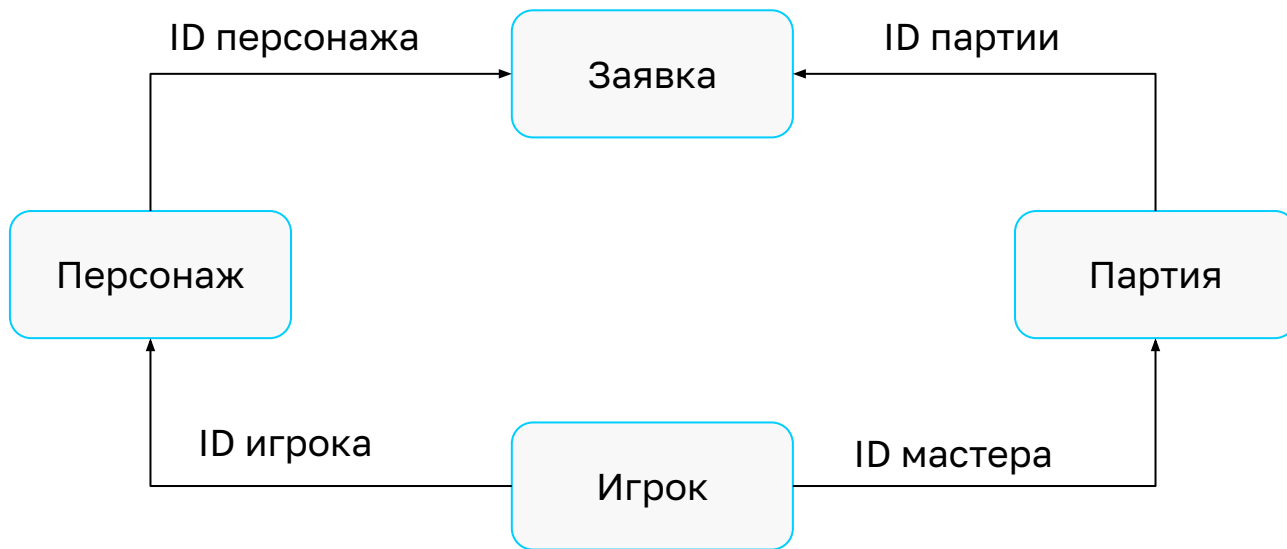 ID персонажа
ID партии
Заявка
Персонаж
Партия
ID игрока
ID мастера
Игрок